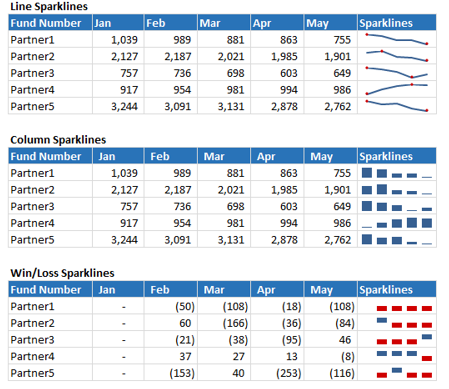 Line Sparklines
Fund Number Jan Feb Mar Apr May Sparklines
Partner1 1,039 989 881 863 755
Partner2 2,127 2,187 2,021 1,985 1,901
Partner3 757 736 698 603 649
Partner4 917 954 981 994 986
Partner5 3,244 3,091 3,131 2,878 2,762
Column Sparklines
Fund Number Jan Feb Mar Apr May Sparklines
Partner1 1,039 989 881 863 755
Partner2 2,127 2,187 2,021 1,985 1,901
Partner3 757 736 698 603 649
Partner4 917 954 981 994 986
Partner5 3,244 3,091 3,131 2,878 2,762
Win/Loss Sparklines
Fund Number Jan Feb Mar Apr May Sparklines
Partner1 - (50) (108) (18) (108)
Partner2 - 60 (166) (36) (84)
Partner3 - (21) (38) (95) 46
Partner4 - 37 27 13 (8)
Partner5 - (153) 40 (253) (116)